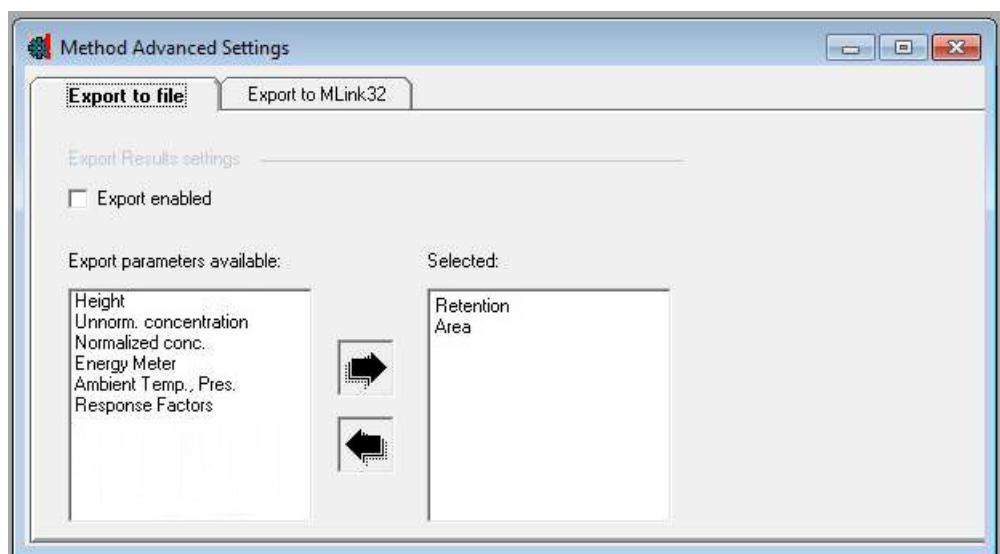 Method Advanced Settings
Export to file
Export to MLink32
Export Results settings
Export enabled
Export parameters available:
Height
Unnorm. concentration
Normalized conc.
Energy Meter
Ambient Temp., Pres.
Response Factors
Selected:
Retention
Area